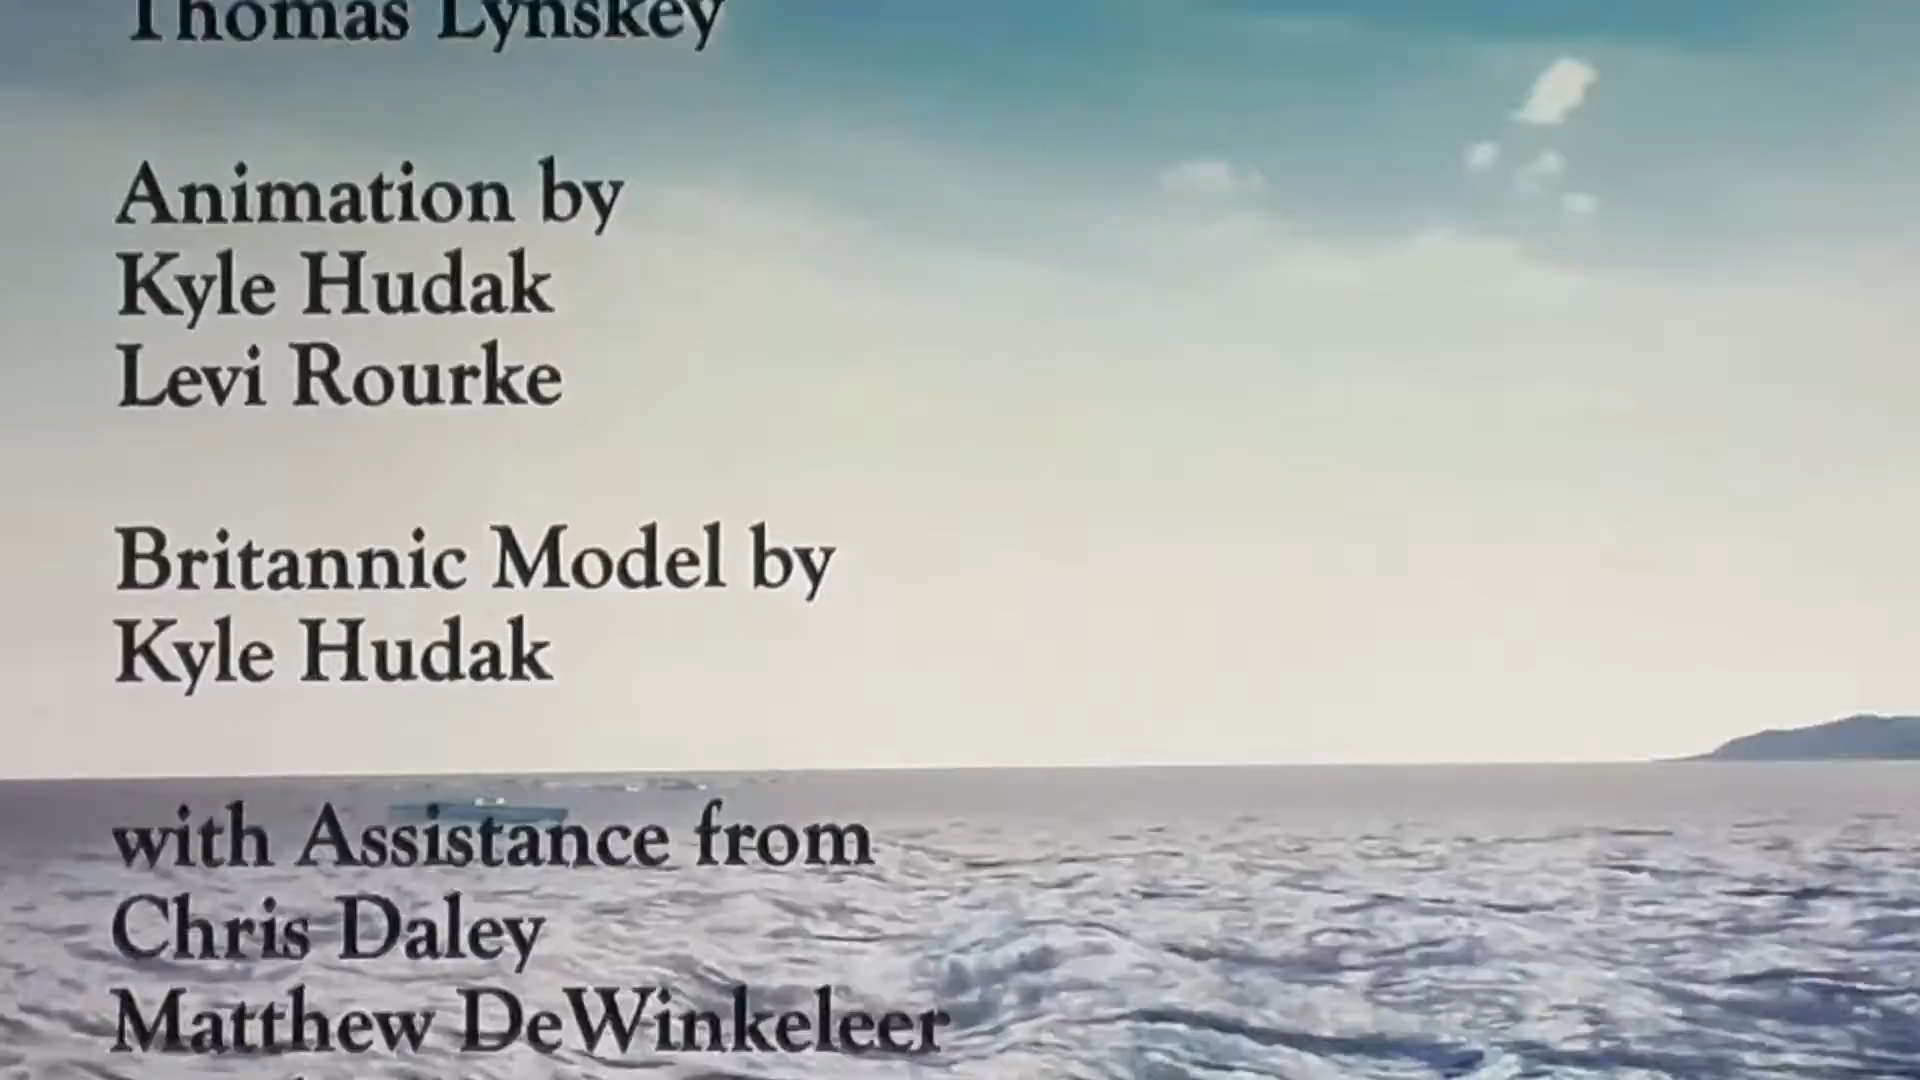 Thomas Lynskey
Animation by
Kyle Hudak
Levi Rourke
Britannic Model by
Kyle Hudak
with Assistance from
Chris Daley
Matthew DeWinkeleer